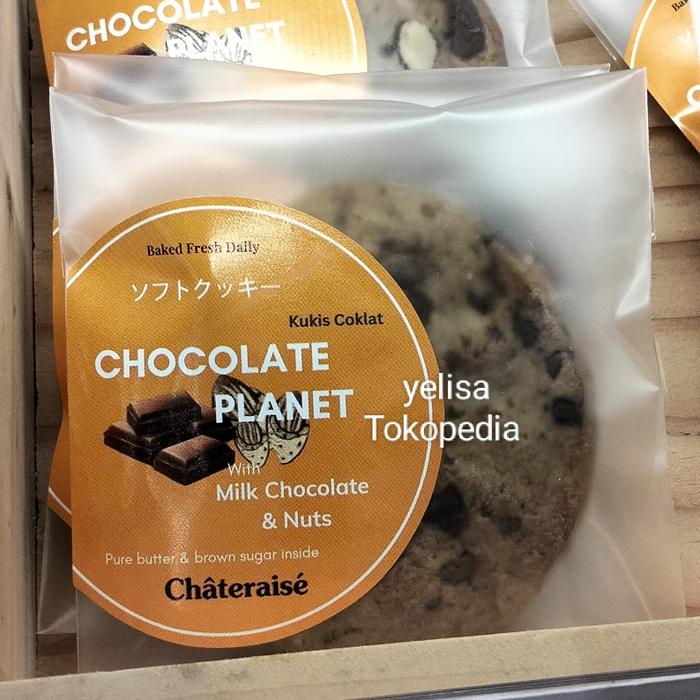 CHOCOLATE
PLANET
Baked Fresh Daily
ソフトクッキー
Kukis Coklat
CHOCOLATE
PLANET
With
Milk Chocolate
& Nuts
Pure butter & brown sugar inside
Châteraisé
yelisa
Tokopedia